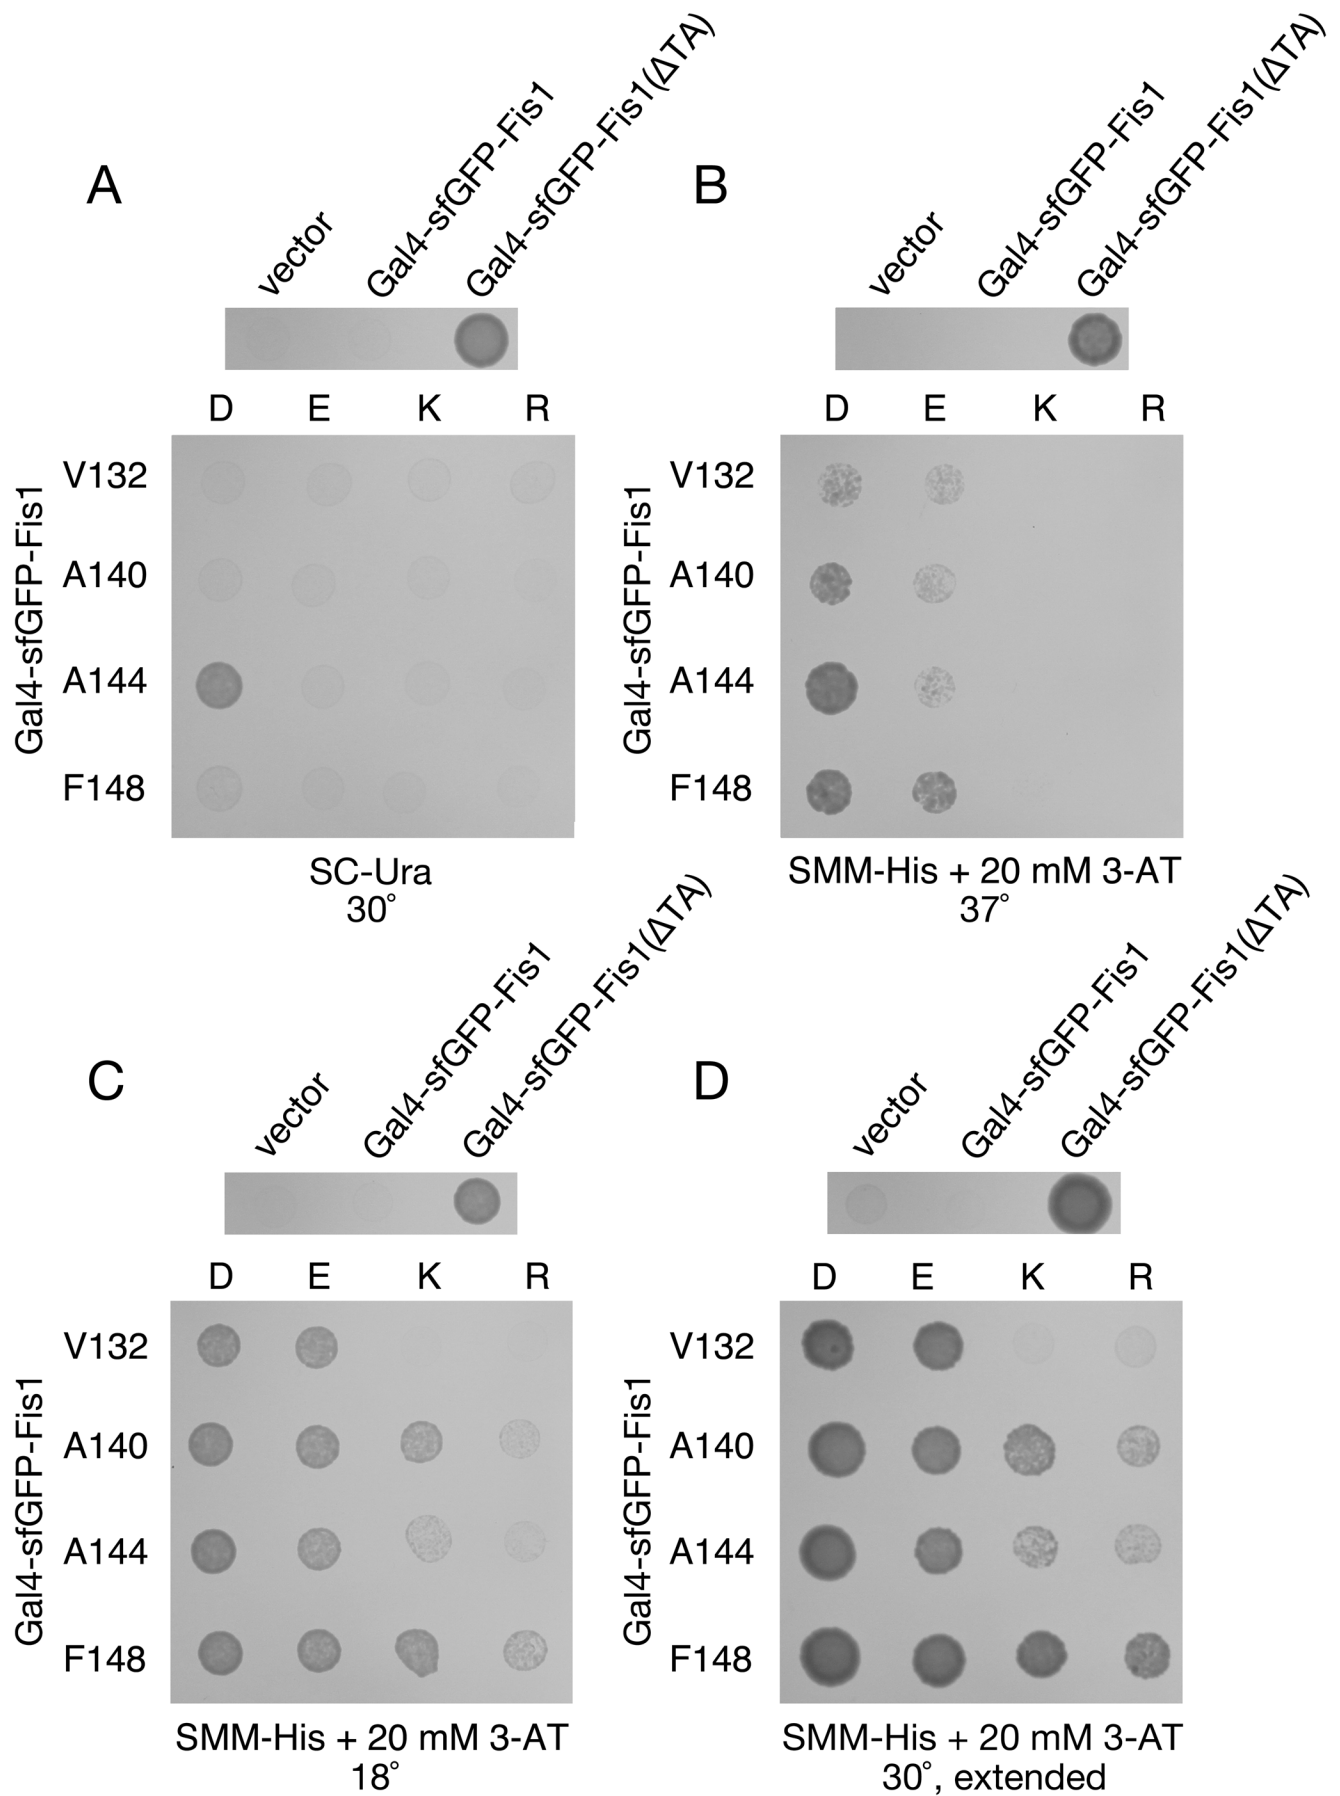 A
vector
Gal4-sfGFP-Fis1
Gal4-sfGFP-Fis1(ΔTA)
D E K R
Gal4-sfGFP-Fis1
V132
A140
A144
F148
SC-Ura
30°
B
vector
Gal4-sfGFP-Fis1
Gal4-sfGFP-Fis1(ΔTA)
D E K R
Gal4-sfGFP-Fis1
V132
A140
A144
F148
SMM-His + 20 mM 3-AT
37°
C
vector
Gal4-sfGFP-Fis1
Gal4-sfGFP-Fis1(ΔTA)
D E K R
Gal4-sfGFP-Fis1
V132
A140
A144
F148
SMM-His + 20 mM 3-AT
18°
D
vector
Gal4-sfGFP-Fis1
Gal4-sfGFP-Fis1(ΔTA)
D E K R
Gal4-sfGFP-Fis1
V132
A140
A144
F148
SMM-His + 20 mM 3-AT
30°, extended